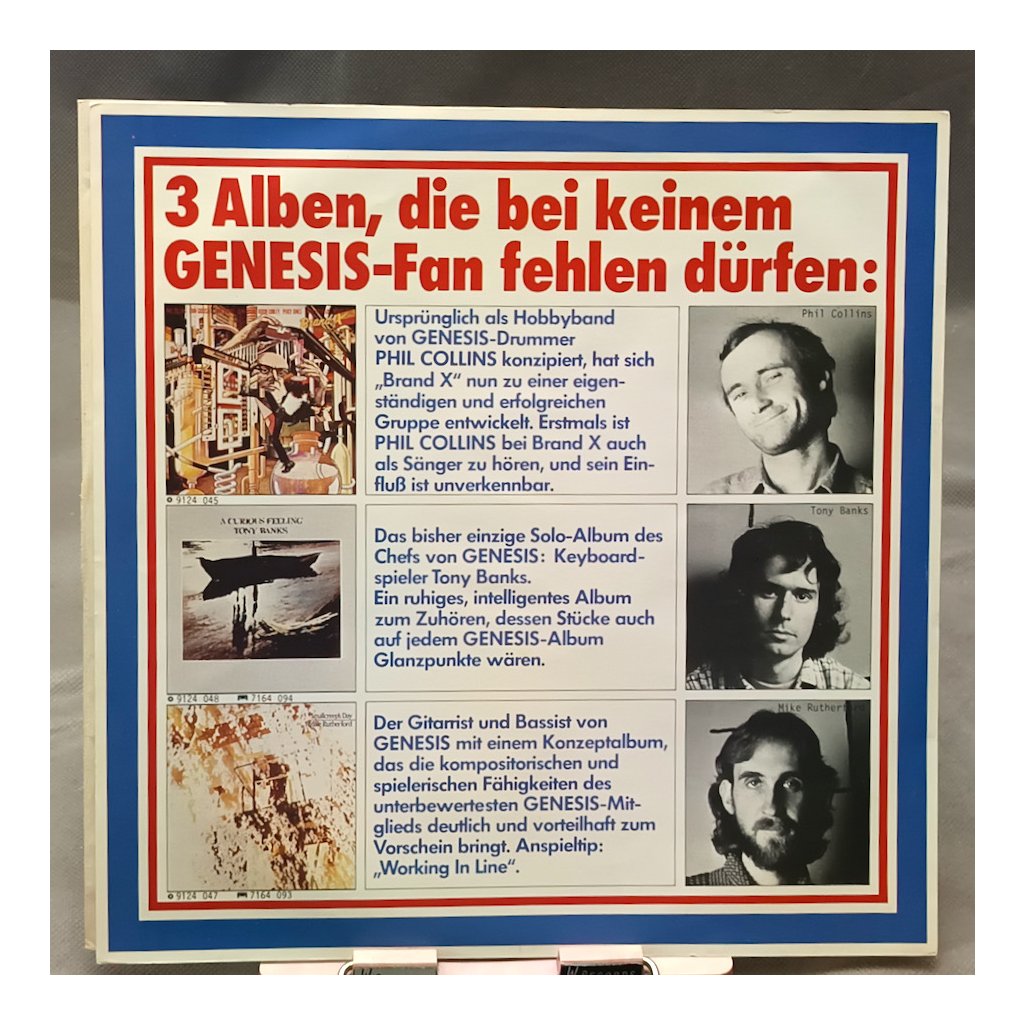 3 Alben, die bei keinem
GENESIS-Fan fehlen dürfen:
Ursprünglich als Hobbyband
von GENESIS-Drummer
PHIL COLLINS konzipiert, hat sich
„Brand X“ nun zu einer eigen-
ständigen und erfolgreichen
Gruppe entwickelt. Erstmals ist
PHIL COLLINS bei Brand X auch
als Sänger zu hören, und sein Ein-
fluß ist unverkennbar.
Phil Collins
9124 045
A CURIOUS FEELING
TONY BANKS
Das bisher einzige Solo-Album des
Chefs von GENESIS: Keyboard-
spieler Tony Banks.
Ein ruhiges, intelligentes Album
zum Zuhören, dessen Stücke auch
auf jedem GENESIS-Album
Glanzpunkte wären.
Tony Banks
9124 048 7164 094
Smallcreep's Day
Mike Rutherford
Der Gitarrist und Bassist von
GENESIS mit einem Konzeptalbum,
das die kompositorischen und
spielerischen Fähigkeiten des
unterbewertesten GENESIS-Mit-
glieds deutlich und vorteilhaft zum
Vorschein bringt. Anspieltip:
„Working In Line“.
Mike Rutherford
9124 047 7164 093